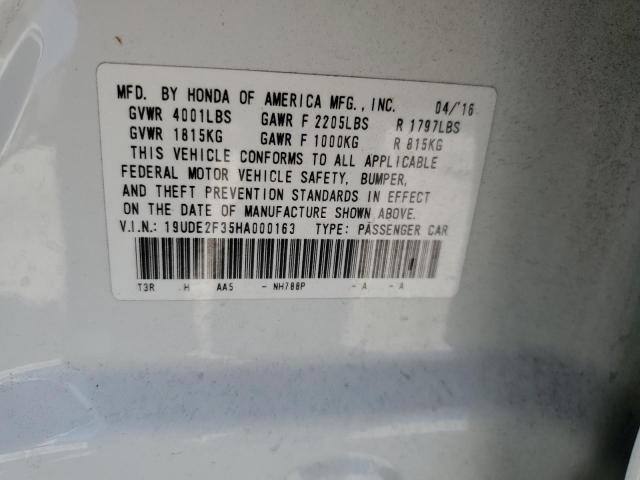 MFD. BY HONDA OF AMERICA MFG., INC. 04/'16
GVWR 4001LBS GAWR F 2205LBS R 1797LBS
GVWR 1815KG GAWR F 1000KG R 815KG
THIS VEHICLE CONFORMS TO ALL APPLICABLE
FEDERAL MOTOR VEHICLE SAFETY, BUMPER,
AND THEFT PREVENTION STANDARDS IN EFFECT
ON THE DATE OF MANUFACTURE SHOWN ABOVE.
V.I.N.: 19UDE2F35HA000163 TYPE: PASSENGER CAR
T3R H AA5 - NH788P - A - A